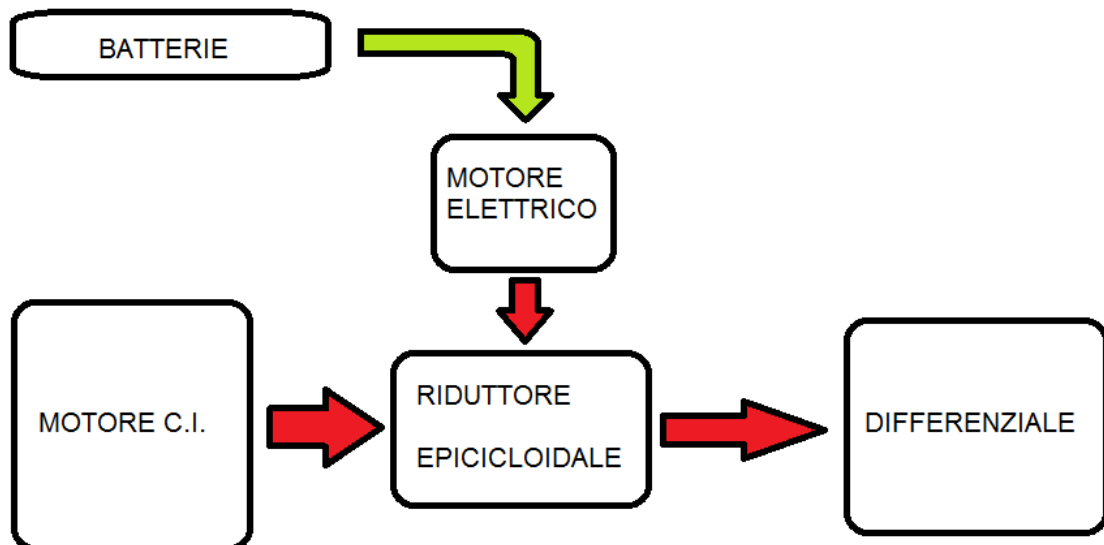 BATTERIE
MOTORE
ELETTRICO
MOTORE C.I.
RIDUTTORE
EPICICLOIDALE
DIFFERENZIALE